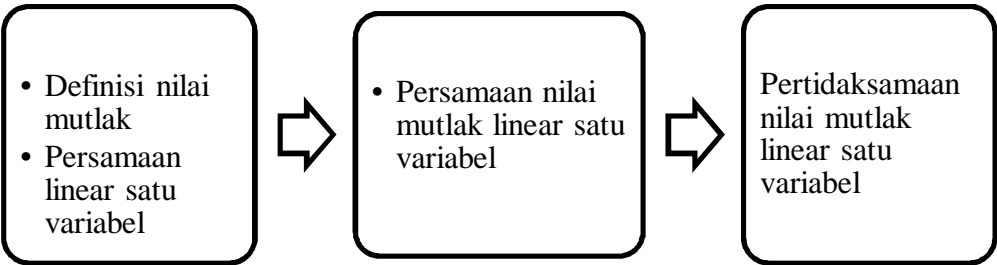 • Definisi nilai
mutlak
• Persamaan
linear satu
variabel
• Persamaan nilai
mutlak linear satu
variabel
Pertidaksamaan
nilai mutlak
linear satu
variabel